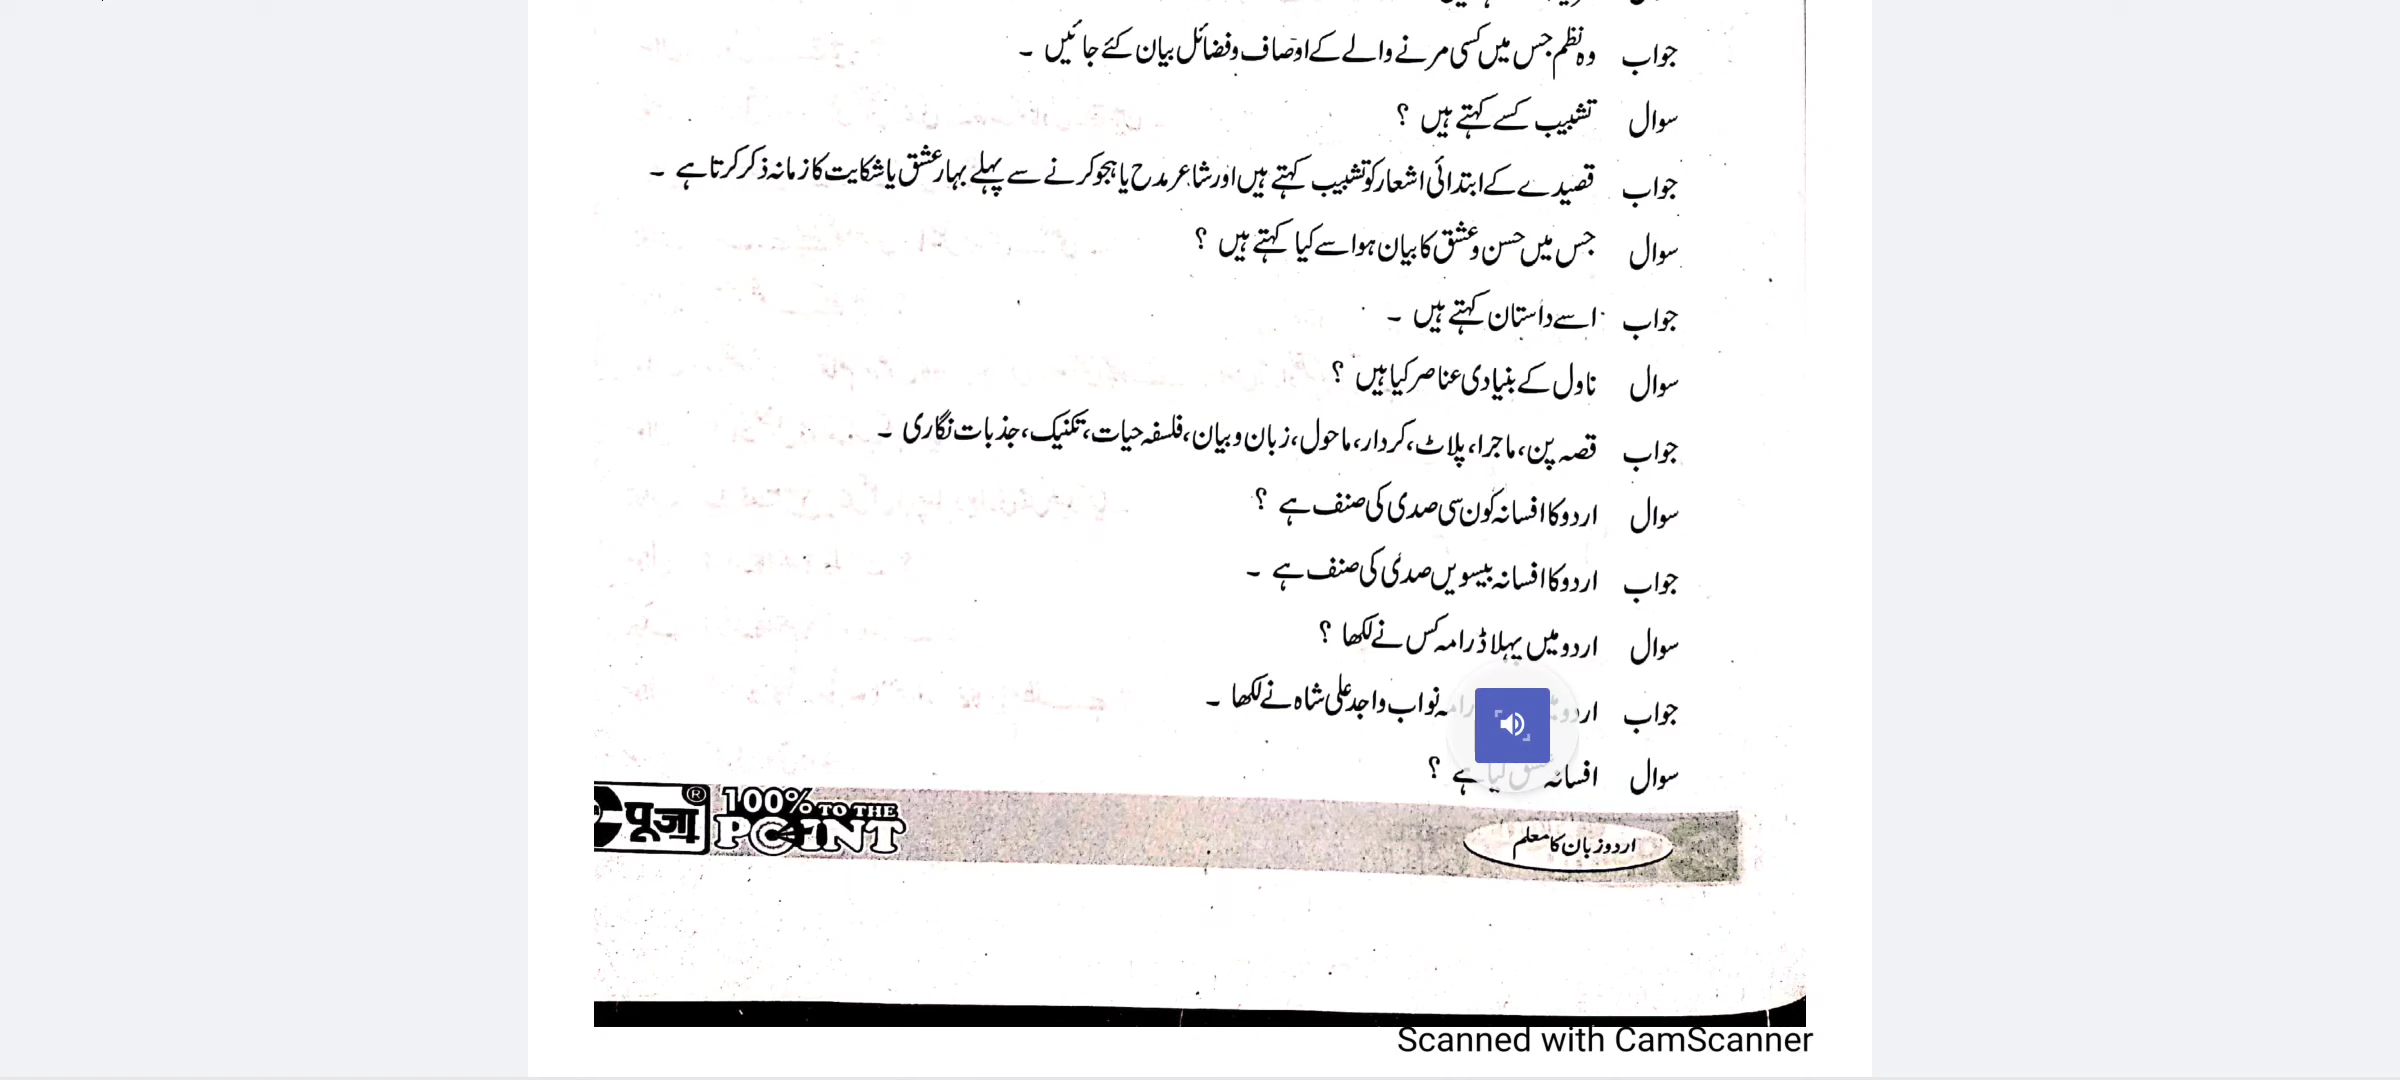 جواب وہ نظم جس میں کسی مرنے والے کے اوصاف وفضائل بیان کئے جائیں ۔
سوال تشبیب کسے کہتے ہیں ؟
جواب قصیدے کے ابتدائی اشعار کو تشبیب کہتے ہیں اور شاعر مدح یا ہجو کرنے سے پہلے بہار عشق یا شکایت کا زمانہ ذکر کرتا ہے ۔
سوال جس میں حسن وعشق کا بیان ہو اسے کیا کہتے ہیں ؟
جواب اسے داستان کہتے ہیں ۔
سوال ناول کے بنیادی عناصر کیا ہیں ؟
جواب قصہ پن، ماجرا، پلاٹ، کردار، ماحول، زبان و بیان، فلسفہ حیات، تکنیک، جذبات نگاری ۔
سوال اردو کا افسانہ کون سی صدی کی صنف ہے ؟
جواب اردو کا افسانہ بیسویں صدی کی صنف ہے ۔
سوال اردو میں پہلا ڈرامہ کس نے لکھا ؟
جواب نواب واجد علی شاہ نے لکھا ۔
سوال افسانہ ہے ؟
पूजा ® 100% TO THE POINT
اردو زبان کا معلم
Scanned with CamScanner